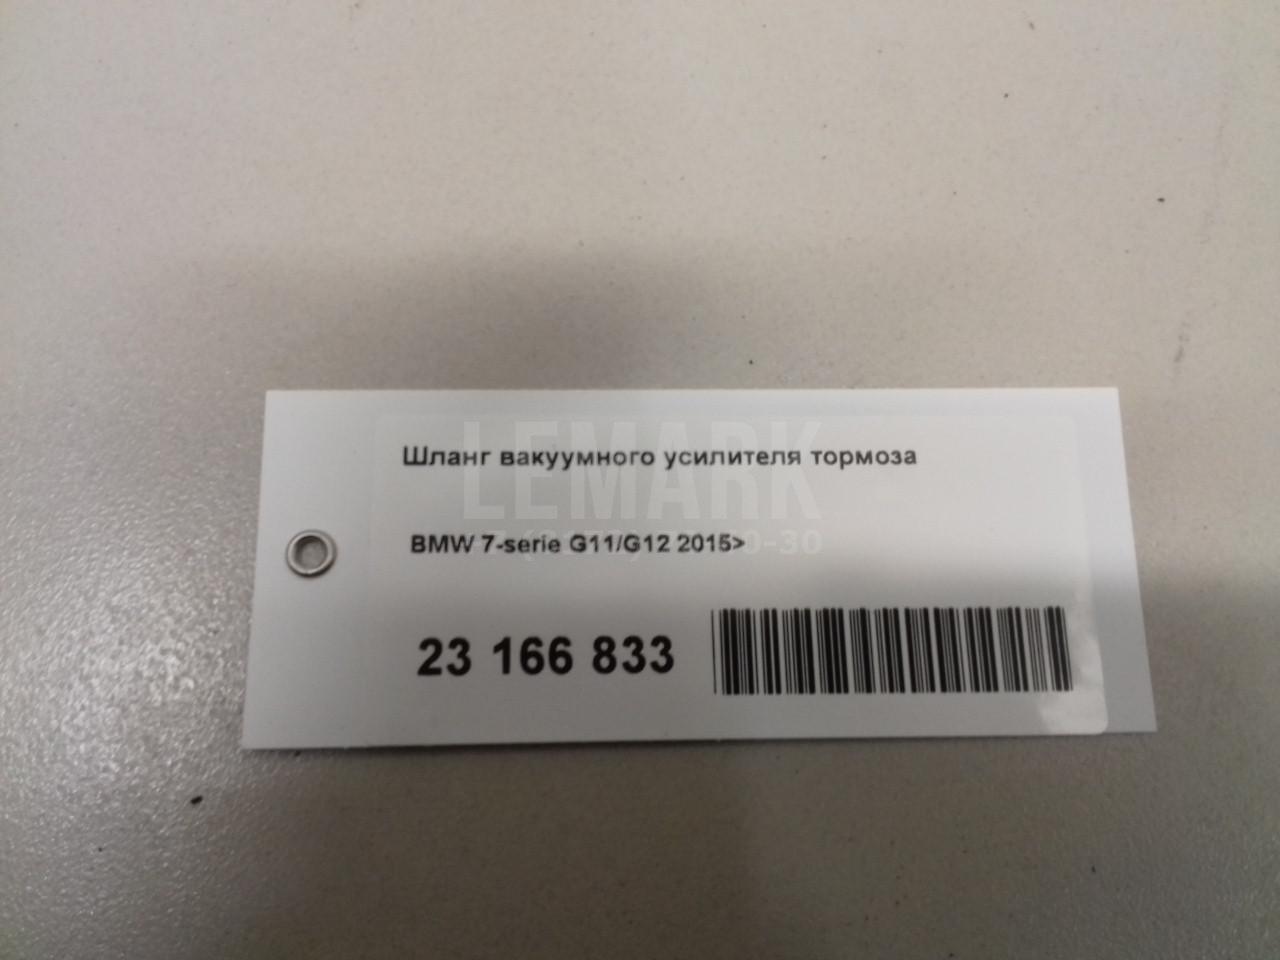 LEMARK
Шланг вакуумного усилителя тормоза
BMW 7-serie G11/G12 2015>
23 166 833